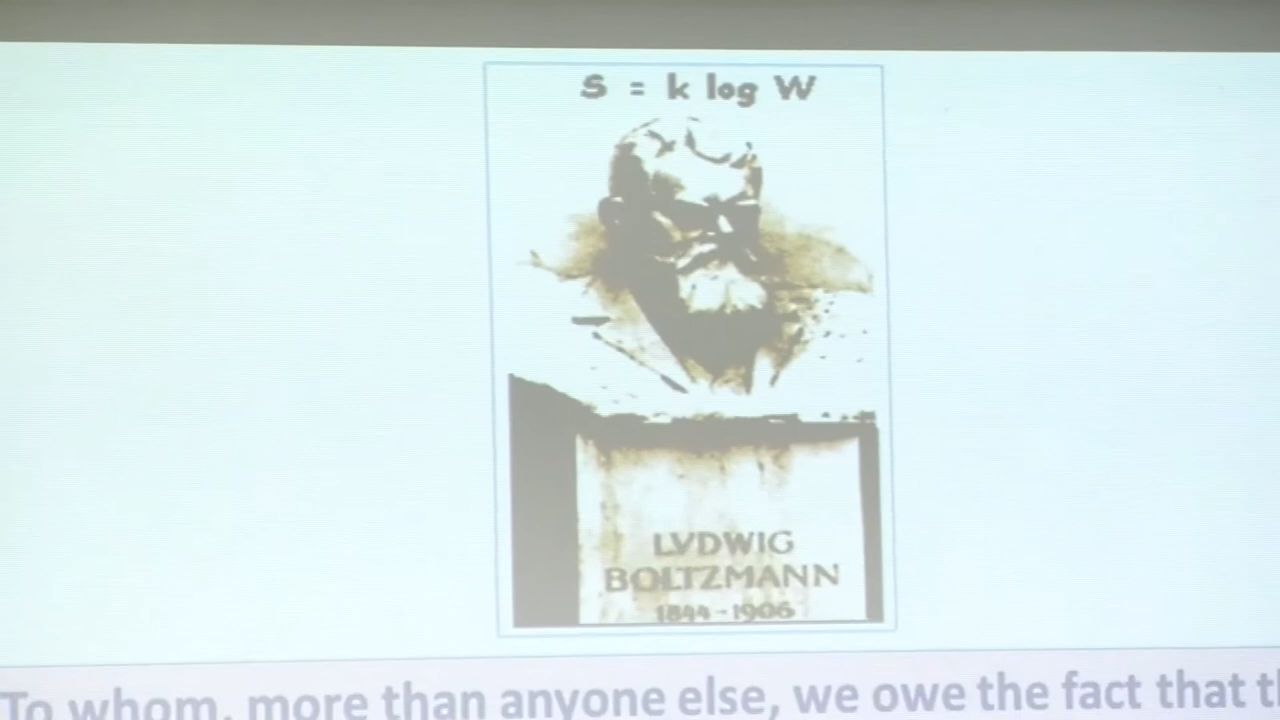 S = k log W
LVDWIG
BOLTZMANN
1844 - 1906
To whom, more than anyone else, we owe the fact that